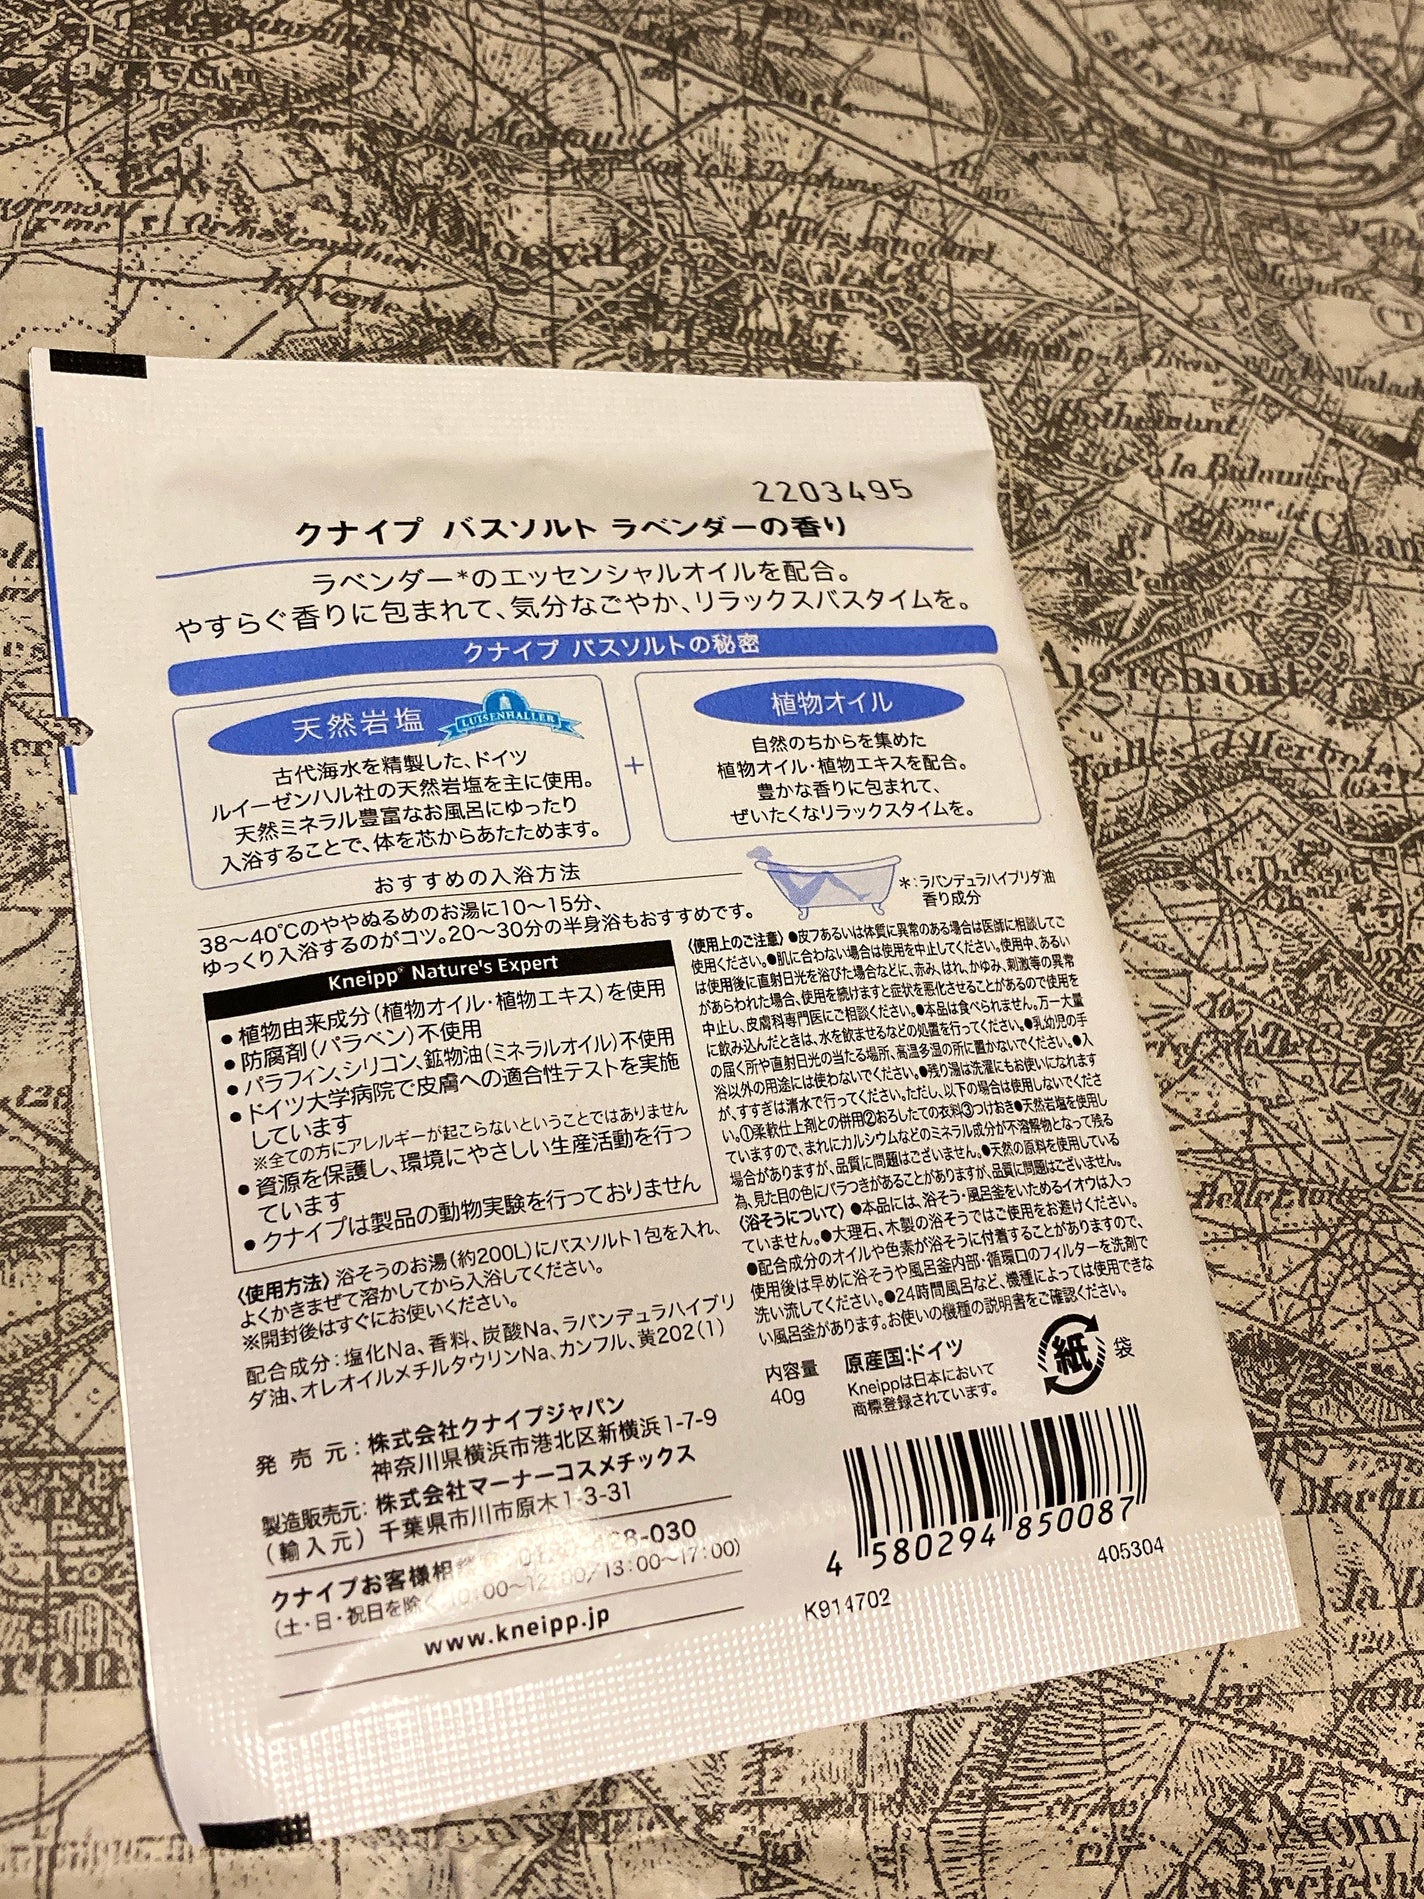 2203495
クナイプ バスソルト ラベンダーの香り
ラベンダー*のエッセンシャルオイルを配合。
やすらぐ香りに包まれて、気分なごやか、リラックスバスタイムを。
クナイプ バスソルトの秘密
天然岩塩
LUISENHALLER
古代海水を精製した、ドイツ
ルイーゼンハル社の天然岩塩を主に使用。
天然ミネラル豊富なお風呂にゆったり
入浴することで、体を芯からあたためます。
+
植物オイル
自然のちからを集めた
植物オイル・植物エキスを配合。
豊かな香りに包まれて、
ぜいたくなリラックスタイムを。
おすすめの入浴方法
38～40℃のややぬるめのお湯に10～15分、
ゆっくり入浴するのがコツ。20～30分の半身浴もおすすめです。
*:ラバンデュラハイブリダ油
香り成分
Kneipp® Nature's Expert
●植物由来成分(植物オイル・植物エキス)を使用
●防腐剤(パラベン)不使用
●パラフィン、シリコン、鉱物油(ミネラルオイル)不使用
●ドイツ大学病院で皮膚への適合性テストを実施
しています
※全ての方にアレルギーが起こらないということではありません
●資源を保護し、環境にやさしい生産活動を行っ
ています
●クナイプは製品の動物実験を行っておりません
〈使用方法〉浴そうのお湯(約200L)にバスソルト1包を入れ、
よくかきまぜて溶かしてから入浴してください。
※開封後はすぐにお使いください。
配合成分:塩化Na、香料、炭酸Na、ラバンデュラハイブリ
ダ油、オレオイルメチルタウリンNa、カンフル、黄202(1)
発売元:株式会社クナイプジャパン
神奈川県横浜市港北区新横浜1-7-9
製造販売元:株式会社マーナーコスメチックス
(輸入元)千葉県市川市原木1-3-31
クナイプお客様相 -030
(土・日・祝日を除 :00～12:00/13:00～17:00)
www.kneipp.jp
〈使用上のご注意〉●皮フあるいは体質に異常のある場合は医師に相談してご
使用ください。●肌に合わない場合は使用を中止してください。使用中、あるい
は使用後に直射日光を浴びた場合などに、赤み、はれ、かゆみ、刺激等の異常
があらわれた場合、使用を続けますと症状を悪化させることがあるので使用を
中止し、皮膚科専門医にご相談ください。●本品は食べられません。万一大量
に飲み込んだときは、水を飲ませるなどの処置を行ってください。●乳幼児の手
の届く所や直射日光の当たる場所、高温多湿の所に置かないでください。●入
浴以外の用途には使わないでください。●残り湯は洗濯にもお使いになれます
が、すすぎは清水で行ってください。ただし、以下の場合は使用しないでくださ
い。①柔軟仕上剤との併用②おろしたての衣料③つけおき●天然岩塩を使用し
ていますので、まれにカルシウムなどのミネラル成分が不溶解物となって残る
場合がありますが、品質に問題はございません。●天然の原料を使用している
為、見た目の色にバラつきがあることがありますが、品質に問題はございません。
〈浴そうについて〉●本品には、浴そう・風呂釜をいためるイオウは入っ
ていません。●大理石、木製の浴そうではご使用をお避けください。
●配合成分のオイルや色素が浴そうに付着することがありますので、
使用後は早めに浴そうや風呂釜内部・循環口のフィルターを洗剤で
洗い流してください。●24時間風呂など、機種によっては使用できな
い風呂釜があります。お使いの機種の説明書をご確認ください。
内容量
40g
原産国:ドイツ
Kneippは日本において
商標登録されています。
紙
袋
4 580294 850087
405304
K914702
Aigremont